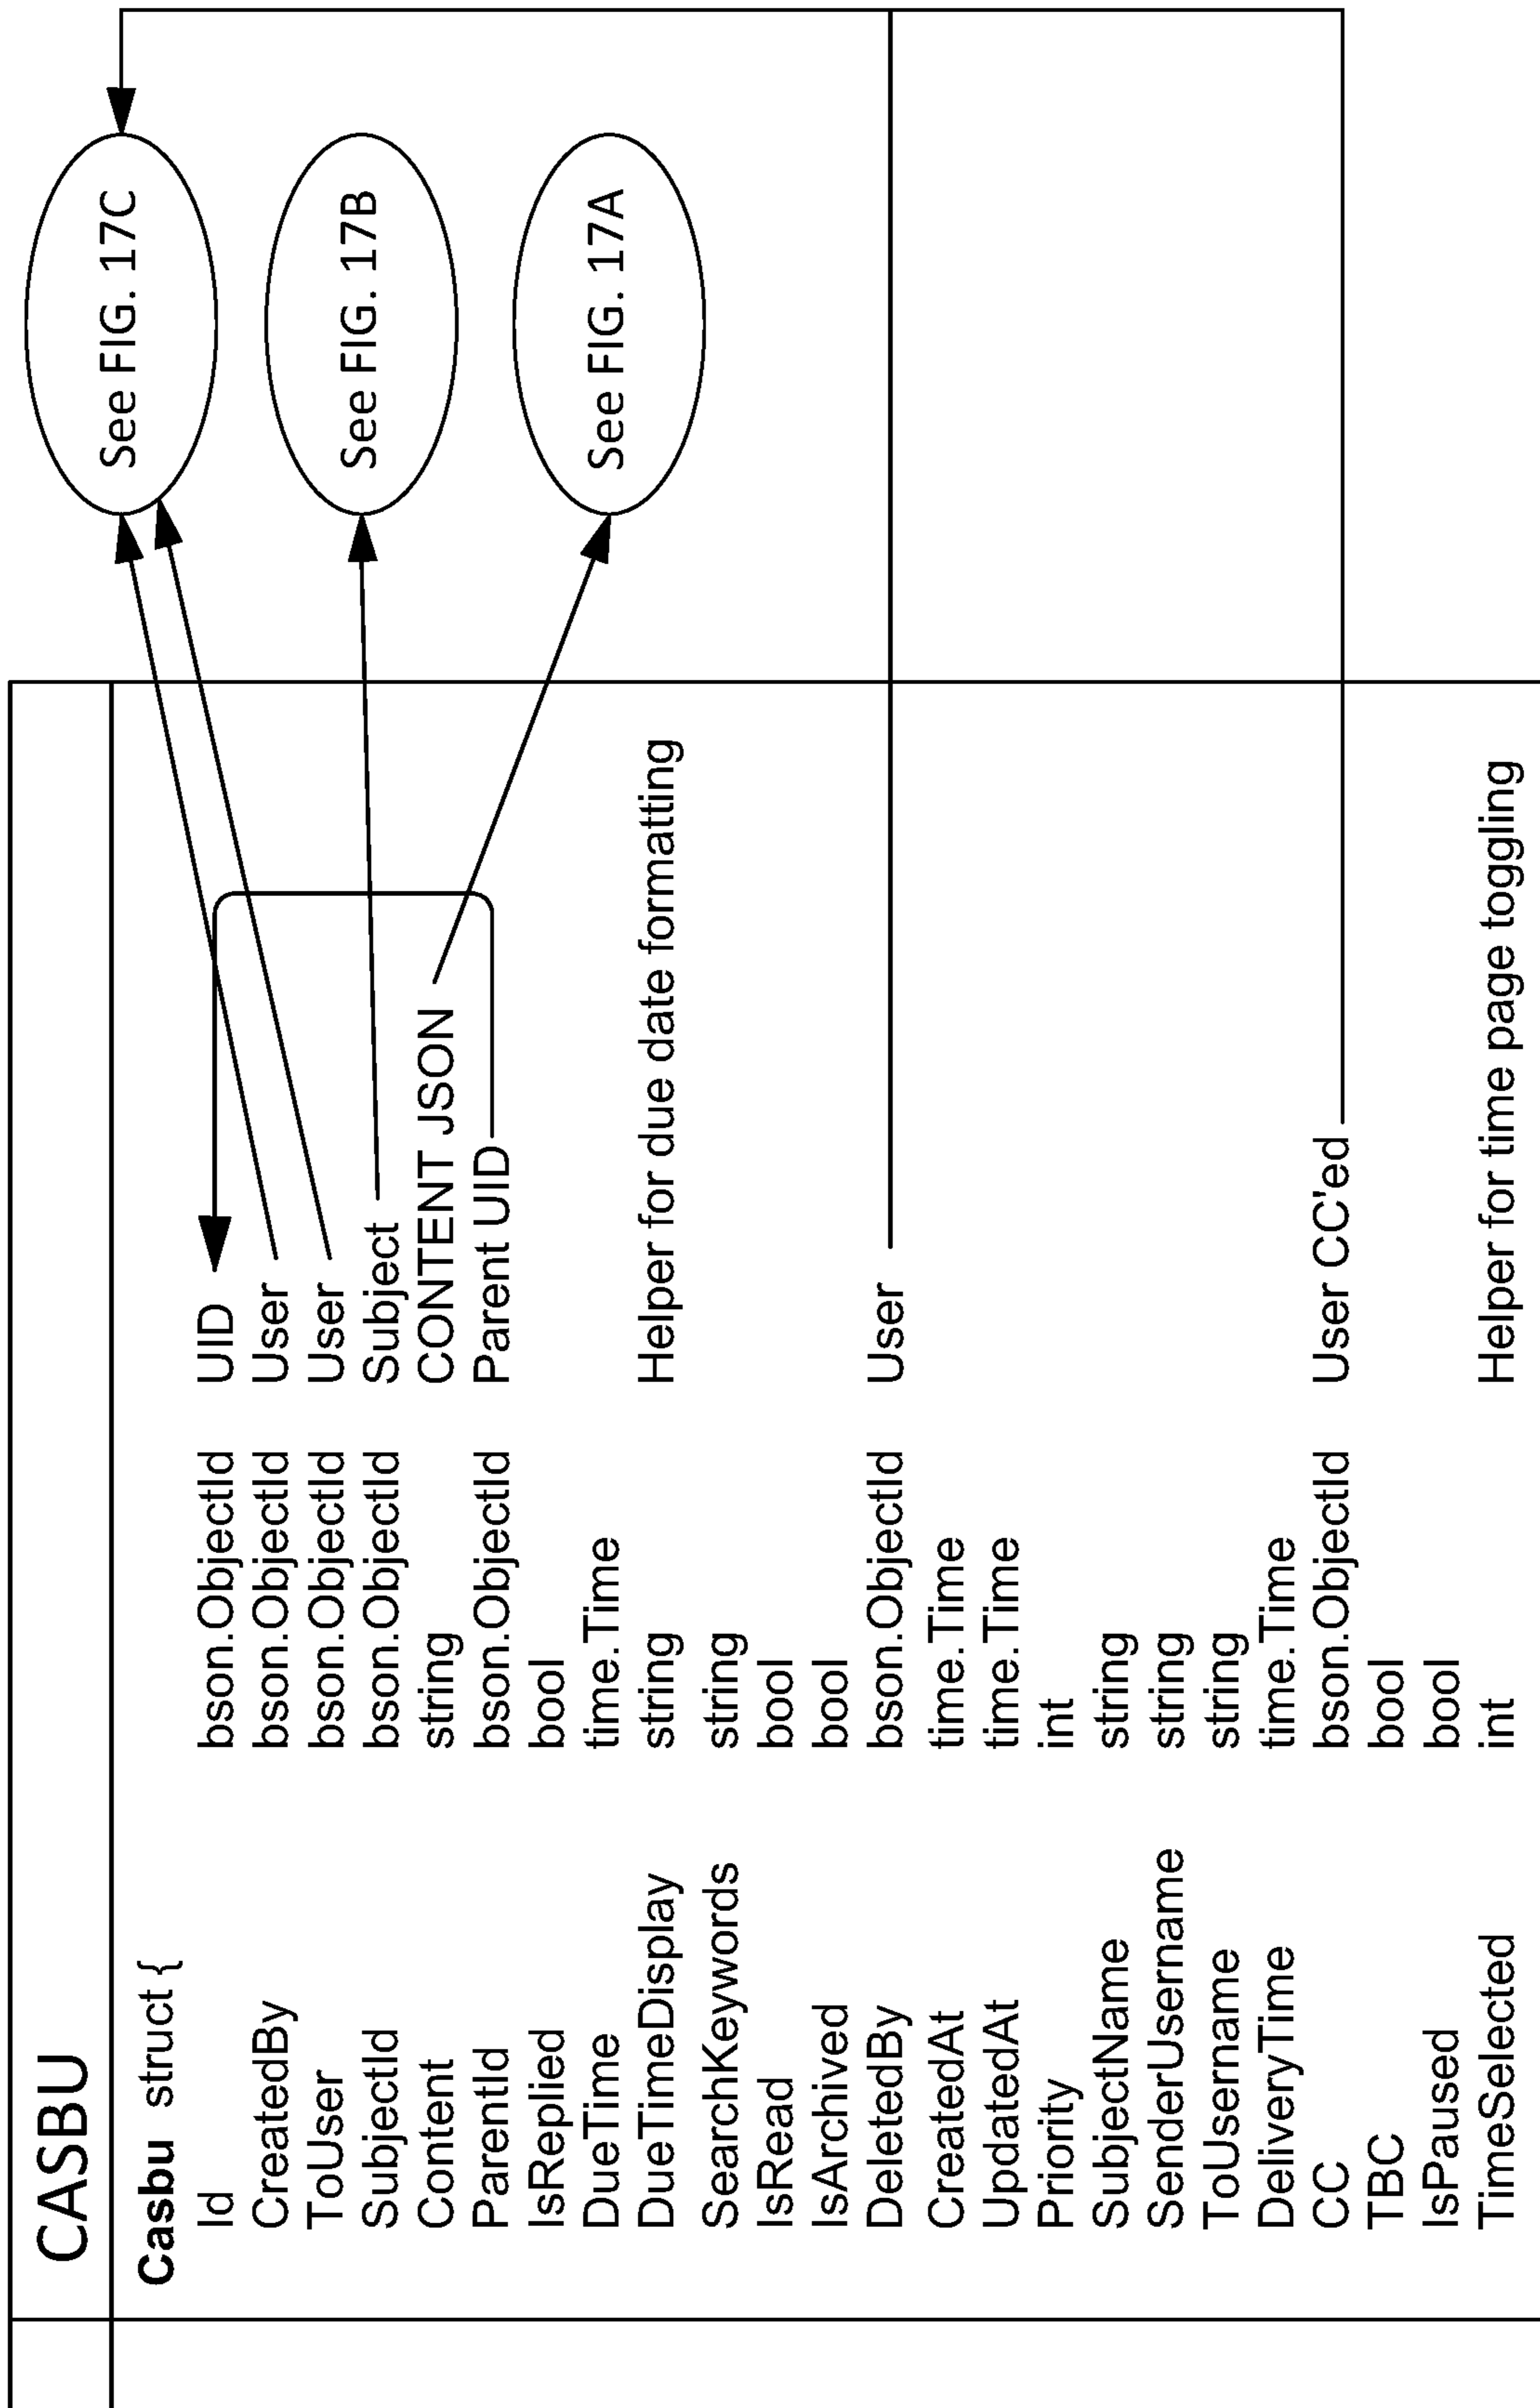 CASBU
Casbu struct {
Id bson.ObjectId UID
CreatedBy bson.ObjectId User
ToUser bson.ObjectId User
SubjectId bson.ObjectId Subject
Content string CONTENT JSON
ParentId bson.ObjectId Parent UID
IsReplied bool
DueTime time.Time
DueTimeDisplay string Helper for due date formatting
SearchKeywords string
IsRead bool
IsArchived bool
DeletedBy bson.ObjectId User
CreatedAt time.Time
UpdatedAt time.Time
Priority int
SubjectName string
SenderUsername string
ToUsername string
DeliveryTime time.Time
CC bson.ObjectId User CC'ed
TBC bool
IsPaused bool
TimeSelected int Helper for time page toggling
See FIG. 17C
See FIG. 17B
See FIG. 17A